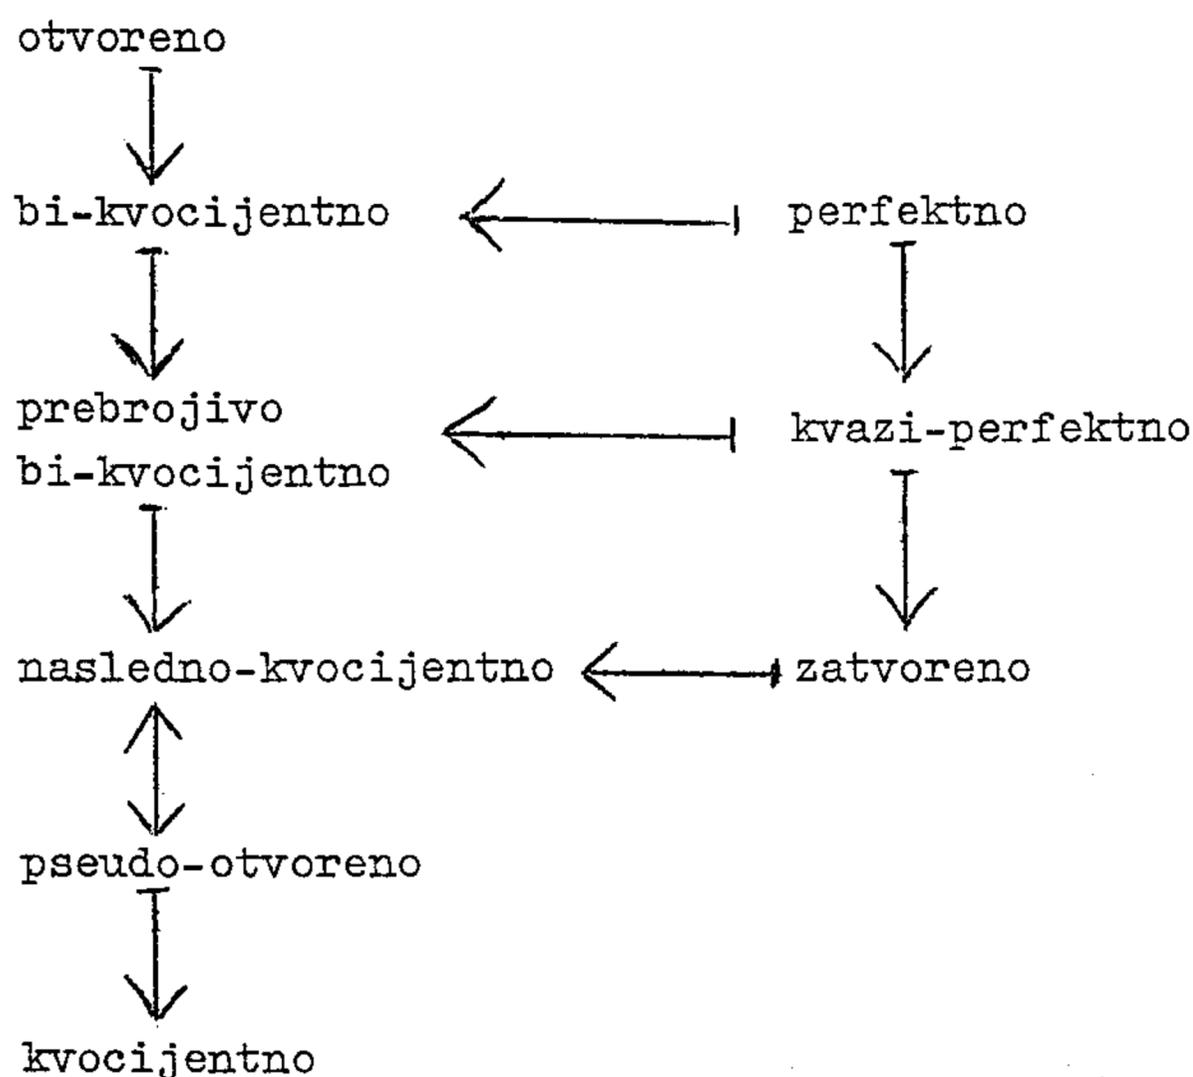 otvoreno
bi-kvocijentno
perfektno
prebrojivo
bi-kvocijentno
kvazi-perfektno
nasledno-kvocijentno
zatvoreno
pseudo-otvoreno
kvocijentno